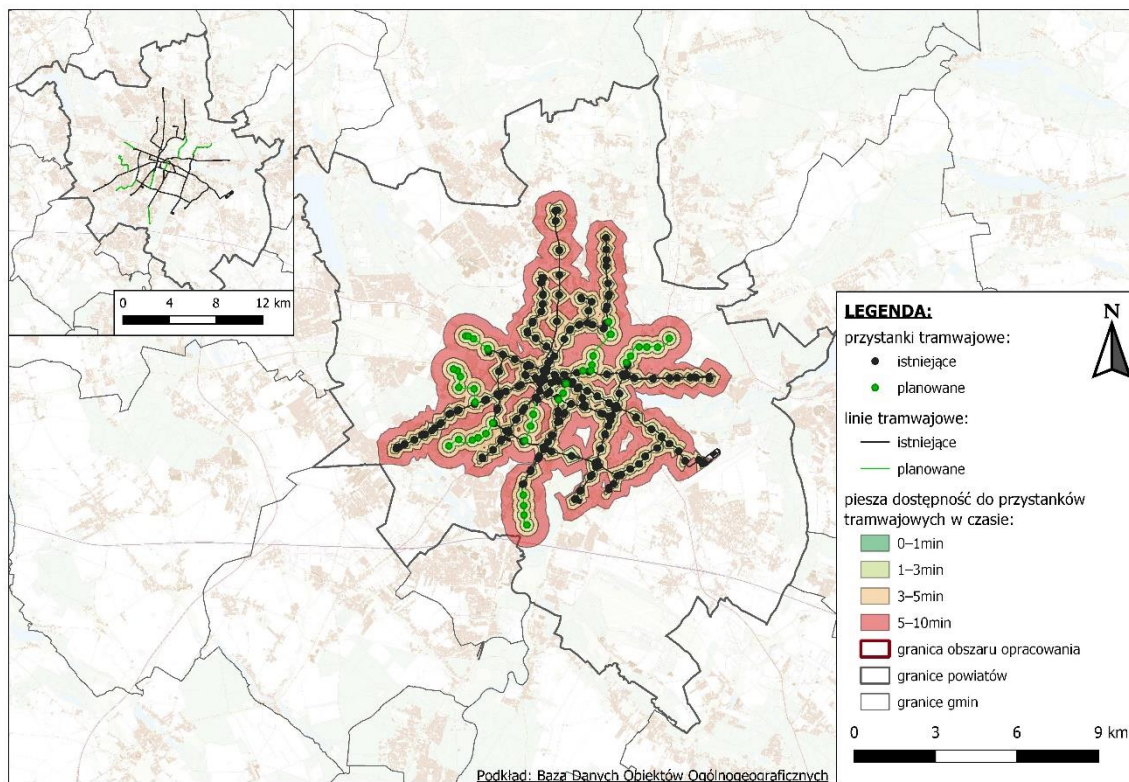 0 4 8 12 km
LEGENDA:
N
przystanki tramwajowe:
istniejące
planowane
linie tramwajowe:
istniejące
planowane
piesza dostępność do przystanków
tramwajowych w czasie:
0–1min
1–3min
3–5min
5–10min
granica obszaru opracowania
granice powiatów
granice gmin
0 3 6 9 km
Podkład: Baza Danych Obiektów Ogólnogeograficznych